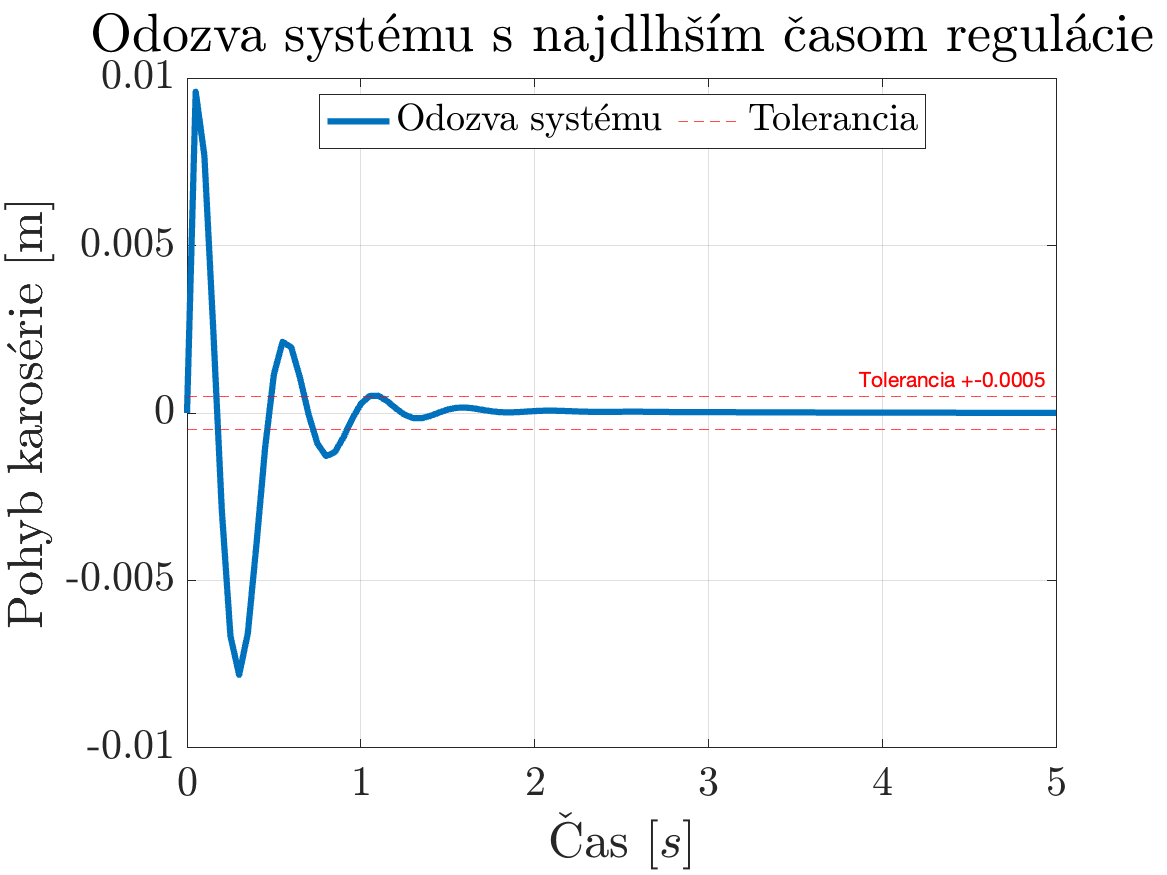 Odozva systému s najdlhším časom regulácie
0.01
Odozva systému
Tolerancia
0.005
Tolerancia +-0.0005
0
-0.005
-0.01
Pohyb karosérie [m]
0 1 2 3 4 5
Čas [s]